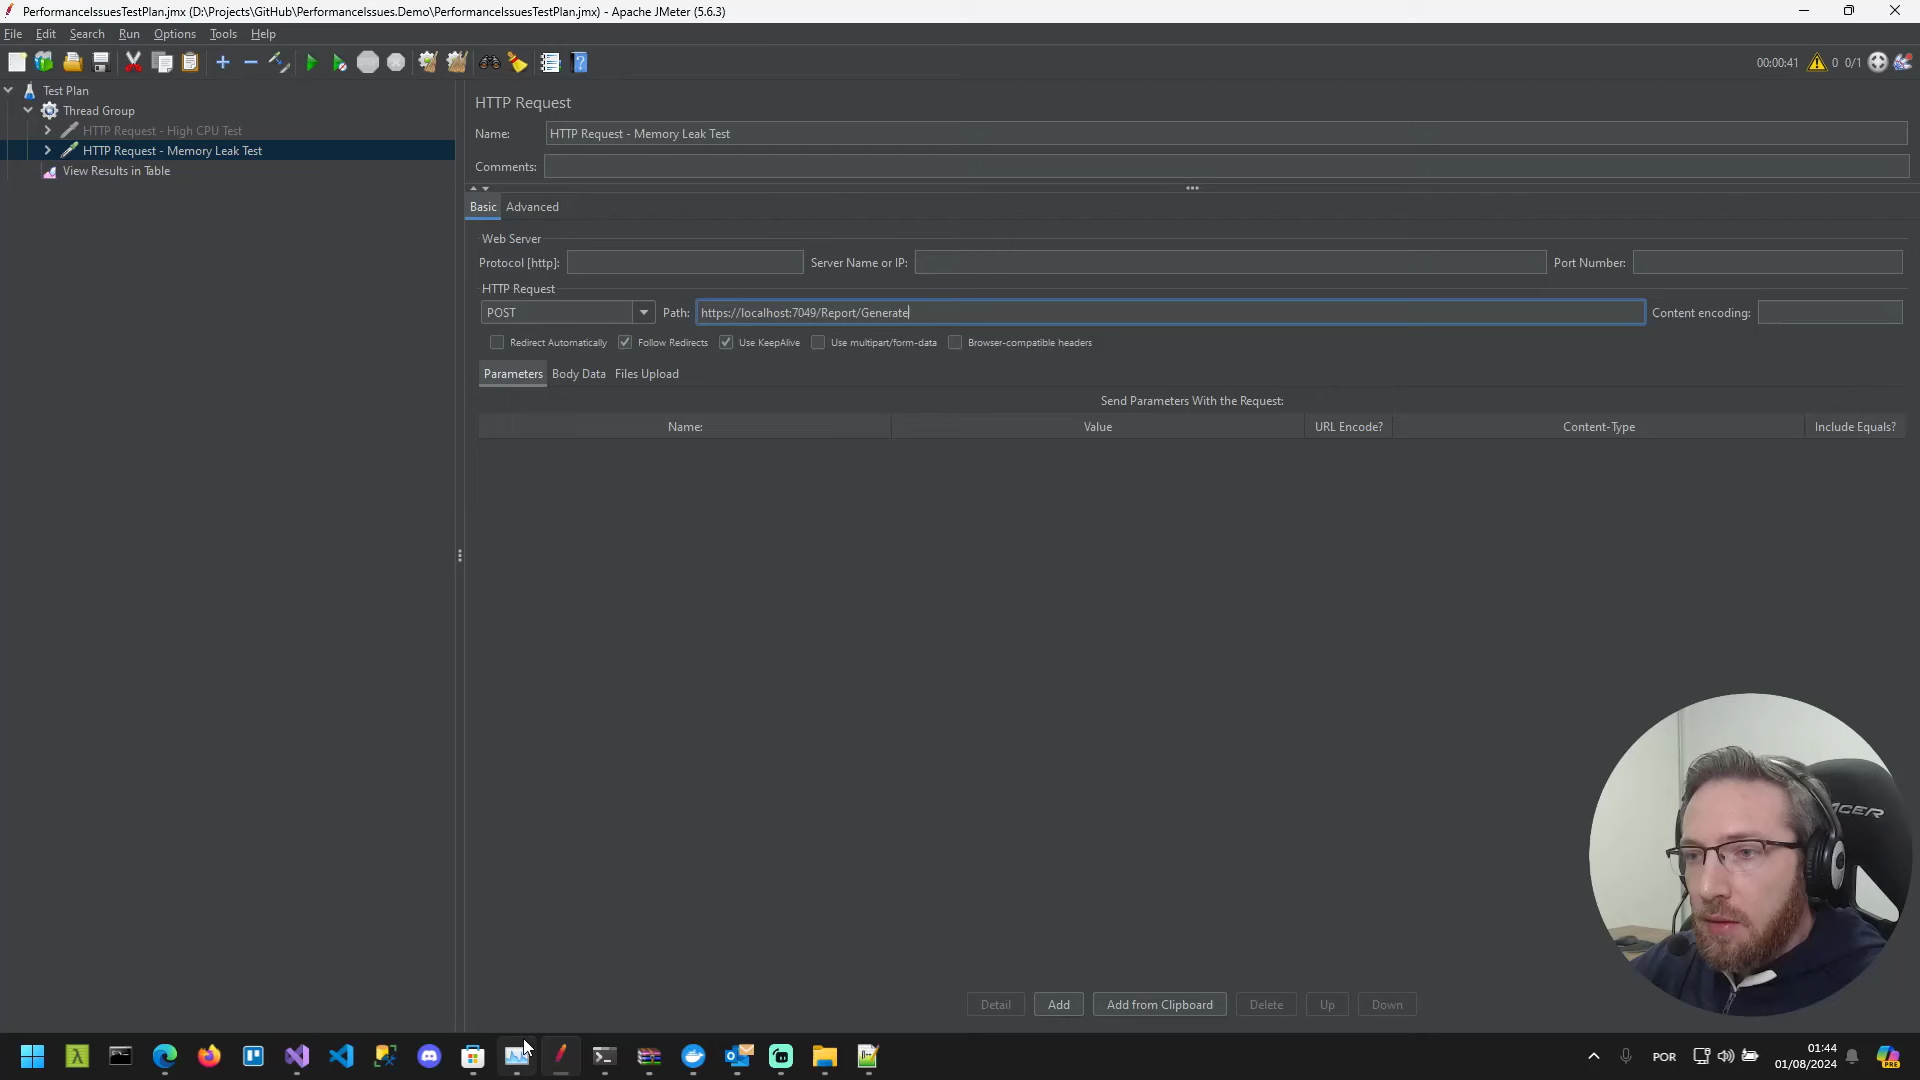 PerformanceIssuesTestPlan.jmx (D:\Projects\GitHub\PerformanceIssues.Demo\PerformanceIssuesTestPlan.jmx) - Apache JMeter (5.6.3)
File Edit Search Run Options Tools Help
00:00:41 0 0/1
Test Plan
Thread Group
HTTP Request - High CPU Test
HTTP Request - Memory Leak Test
View Results in Table
HTTP Request
Name: HTTP Request - Memory Leak Test
Comments:
Basic Advanced
Web Server
Protocol [http]: Server Name or IP: Port Number:
HTTP Request
POST Path: https://localhost:7049/Report/Generate Content encoding:
Redirect Automatically Follow Redirects Use KeepAlive Use multipart/form-data Browser-compatible headers
Parameters Body Data Files Upload
Send Parameters With the Request:
Name: Value URL Encode? Content-Type Include Equals?
Detail Add Add from Clipboard Delete Up Down
POR
01:44
01/08/2024
PRE